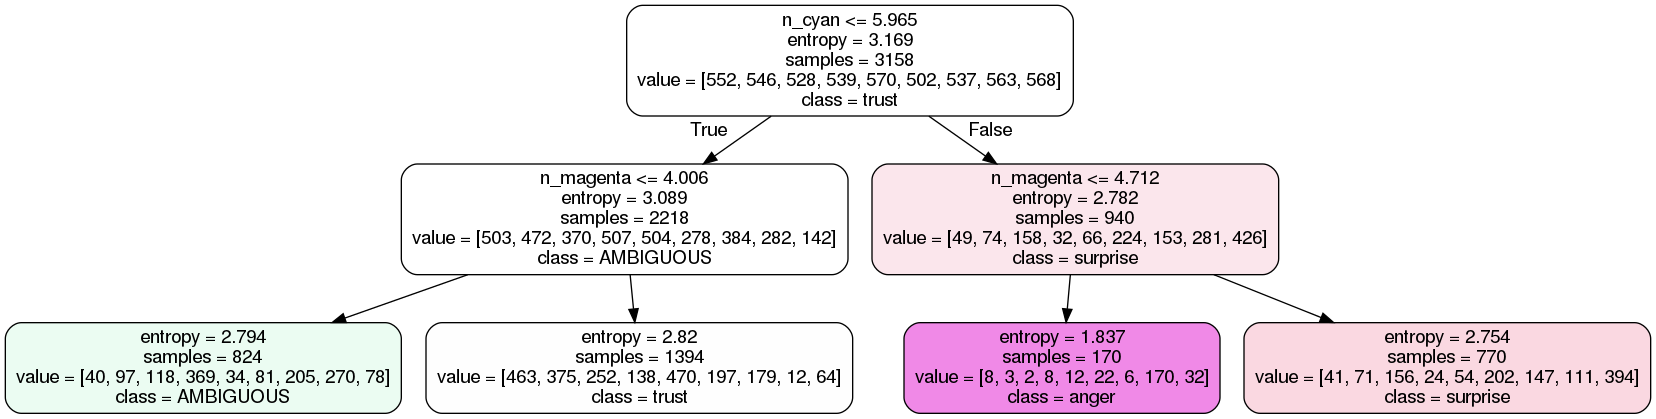 n_cyan <= 5.965
entropy = 3.169
samples = 3158
value = [552, 546, 528, 539, 570, 502, 537, 563, 568]
class = trust
True
False
n_magenta <= 4.006
entropy = 3.089
samples = 2218
value = [503, 472, 370, 507, 504, 278, 384, 282, 142]
class = AMBIGUOUS
n_magenta <= 4.712
entropy = 2.782
samples = 940
value = [49, 74, 158, 32, 66, 224, 153, 281, 426]
class = surprise
entropy = 2.794
samples = 824
value = [40, 97, 118, 369, 34, 81, 205, 270, 78]
class = AMBIGUOUS
entropy = 2.82
samples = 1394
value = [463, 375, 252, 138, 470, 197, 179, 12, 64]
class = trust
entropy = 1.837
samples = 170
value = [8, 3, 2, 8, 12, 22, 6, 170, 32]
class = anger
entropy = 2.754
samples = 770
value = [41, 71, 156, 24, 54, 202, 147, 111, 394]
class = surprise